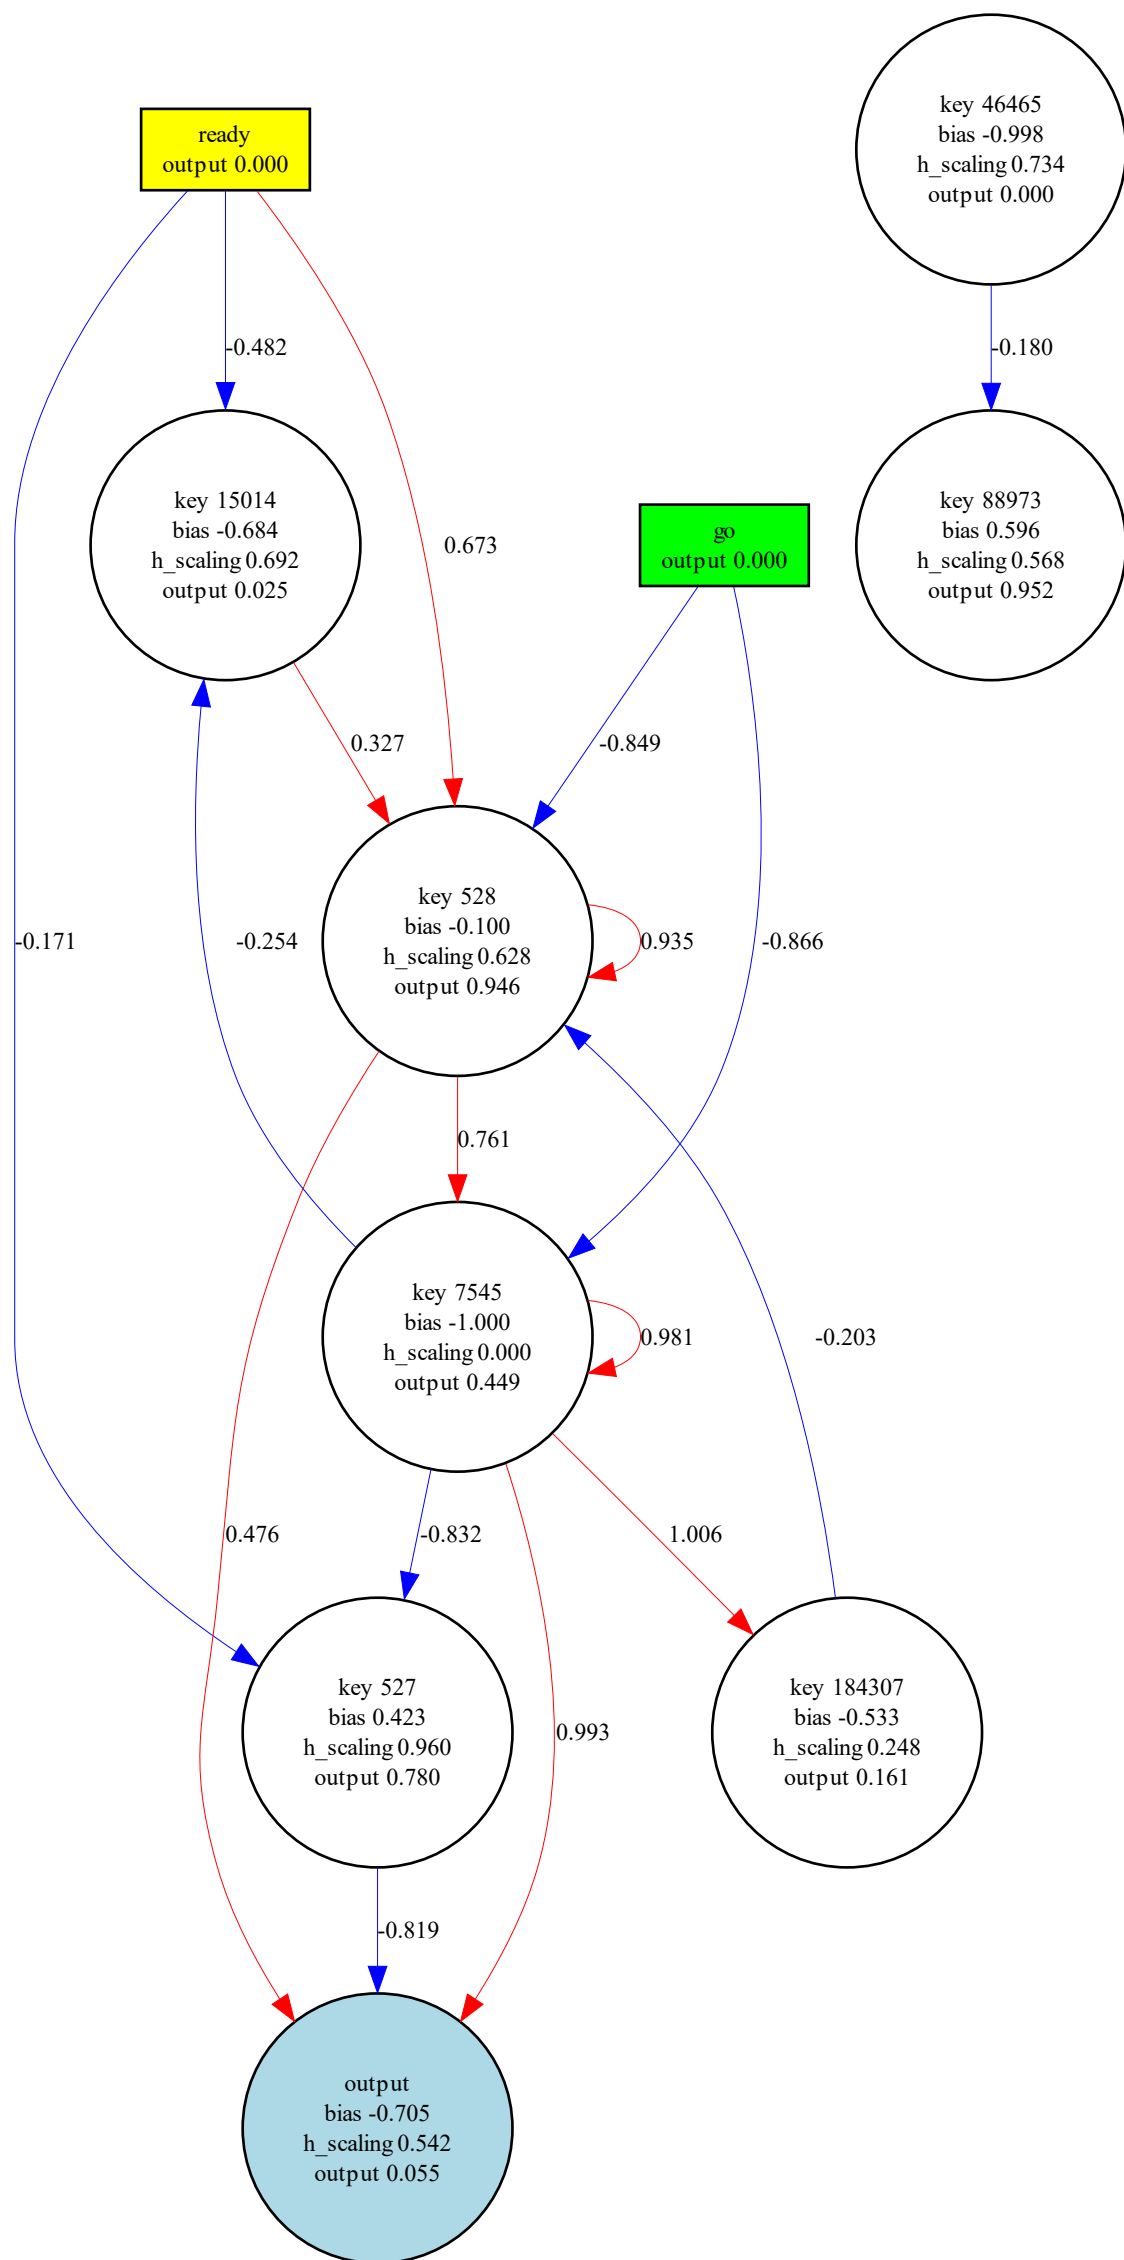 key 46465
bias -0.998
h_scaling 0.734
output 0.000
ready
output 0.000
-0.482
-0.180
key 15014
bias -0.684
h_scaling 0.692
output 0.025
0.673
go
output 0.000
key 88973
bias 0.596
h_scaling 0.568
output 0.952
0.327
-0.849
-0.171
-0.254
key 528
bias -0.100
h_scaling 0.628
output 0.946
0.935
-0.866
0.761
key 7545
bias -1.000
h_scaling 0.000
output 0.449
0.981
-0.203
0.476
-0.832
1.006
key 527
bias 0.423
h_scaling 0.960
output 0.780
0.993
key 184307
bias -0.533
h_scaling 0.248
output 0.161
-0.819
output
bias -0.705
h_scaling 0.542
output 0.055